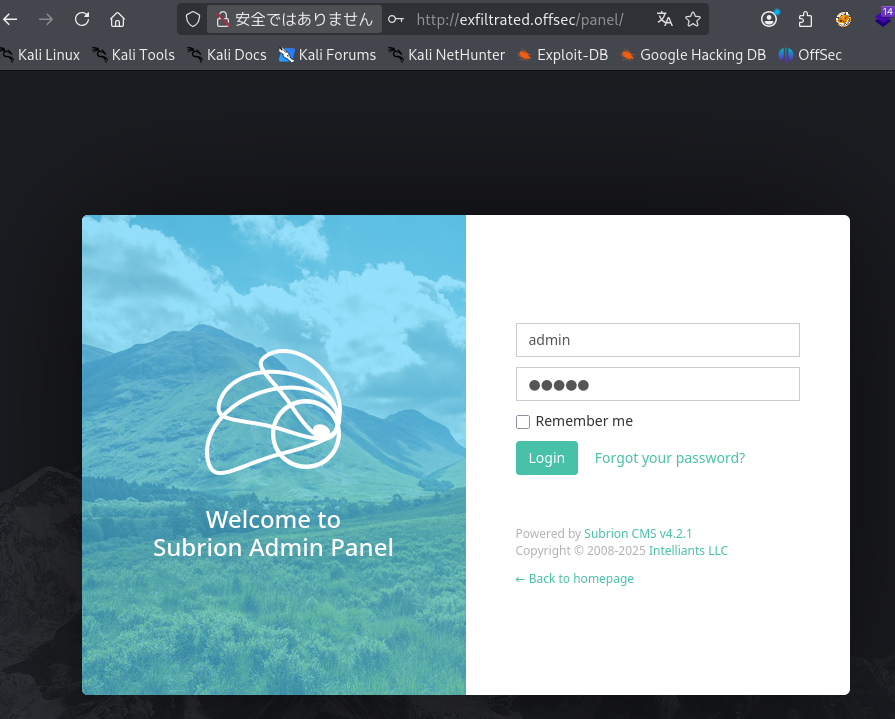 安全ではありません http://exfiltrated.offsec/panel/ 14
Kali Linux Kali Tools Kali Docs Kali Forums Kali NetHunter Exploit-DB Google Hacking DB OffSec
admin
●●●●●
Remember me
Login Forgot your password?
Welcome to
Subrion Admin Panel
Powered by Subrion CMS v4.2.1
Copyright © 2008-2025 Intelliants LLC
← Back to homepage